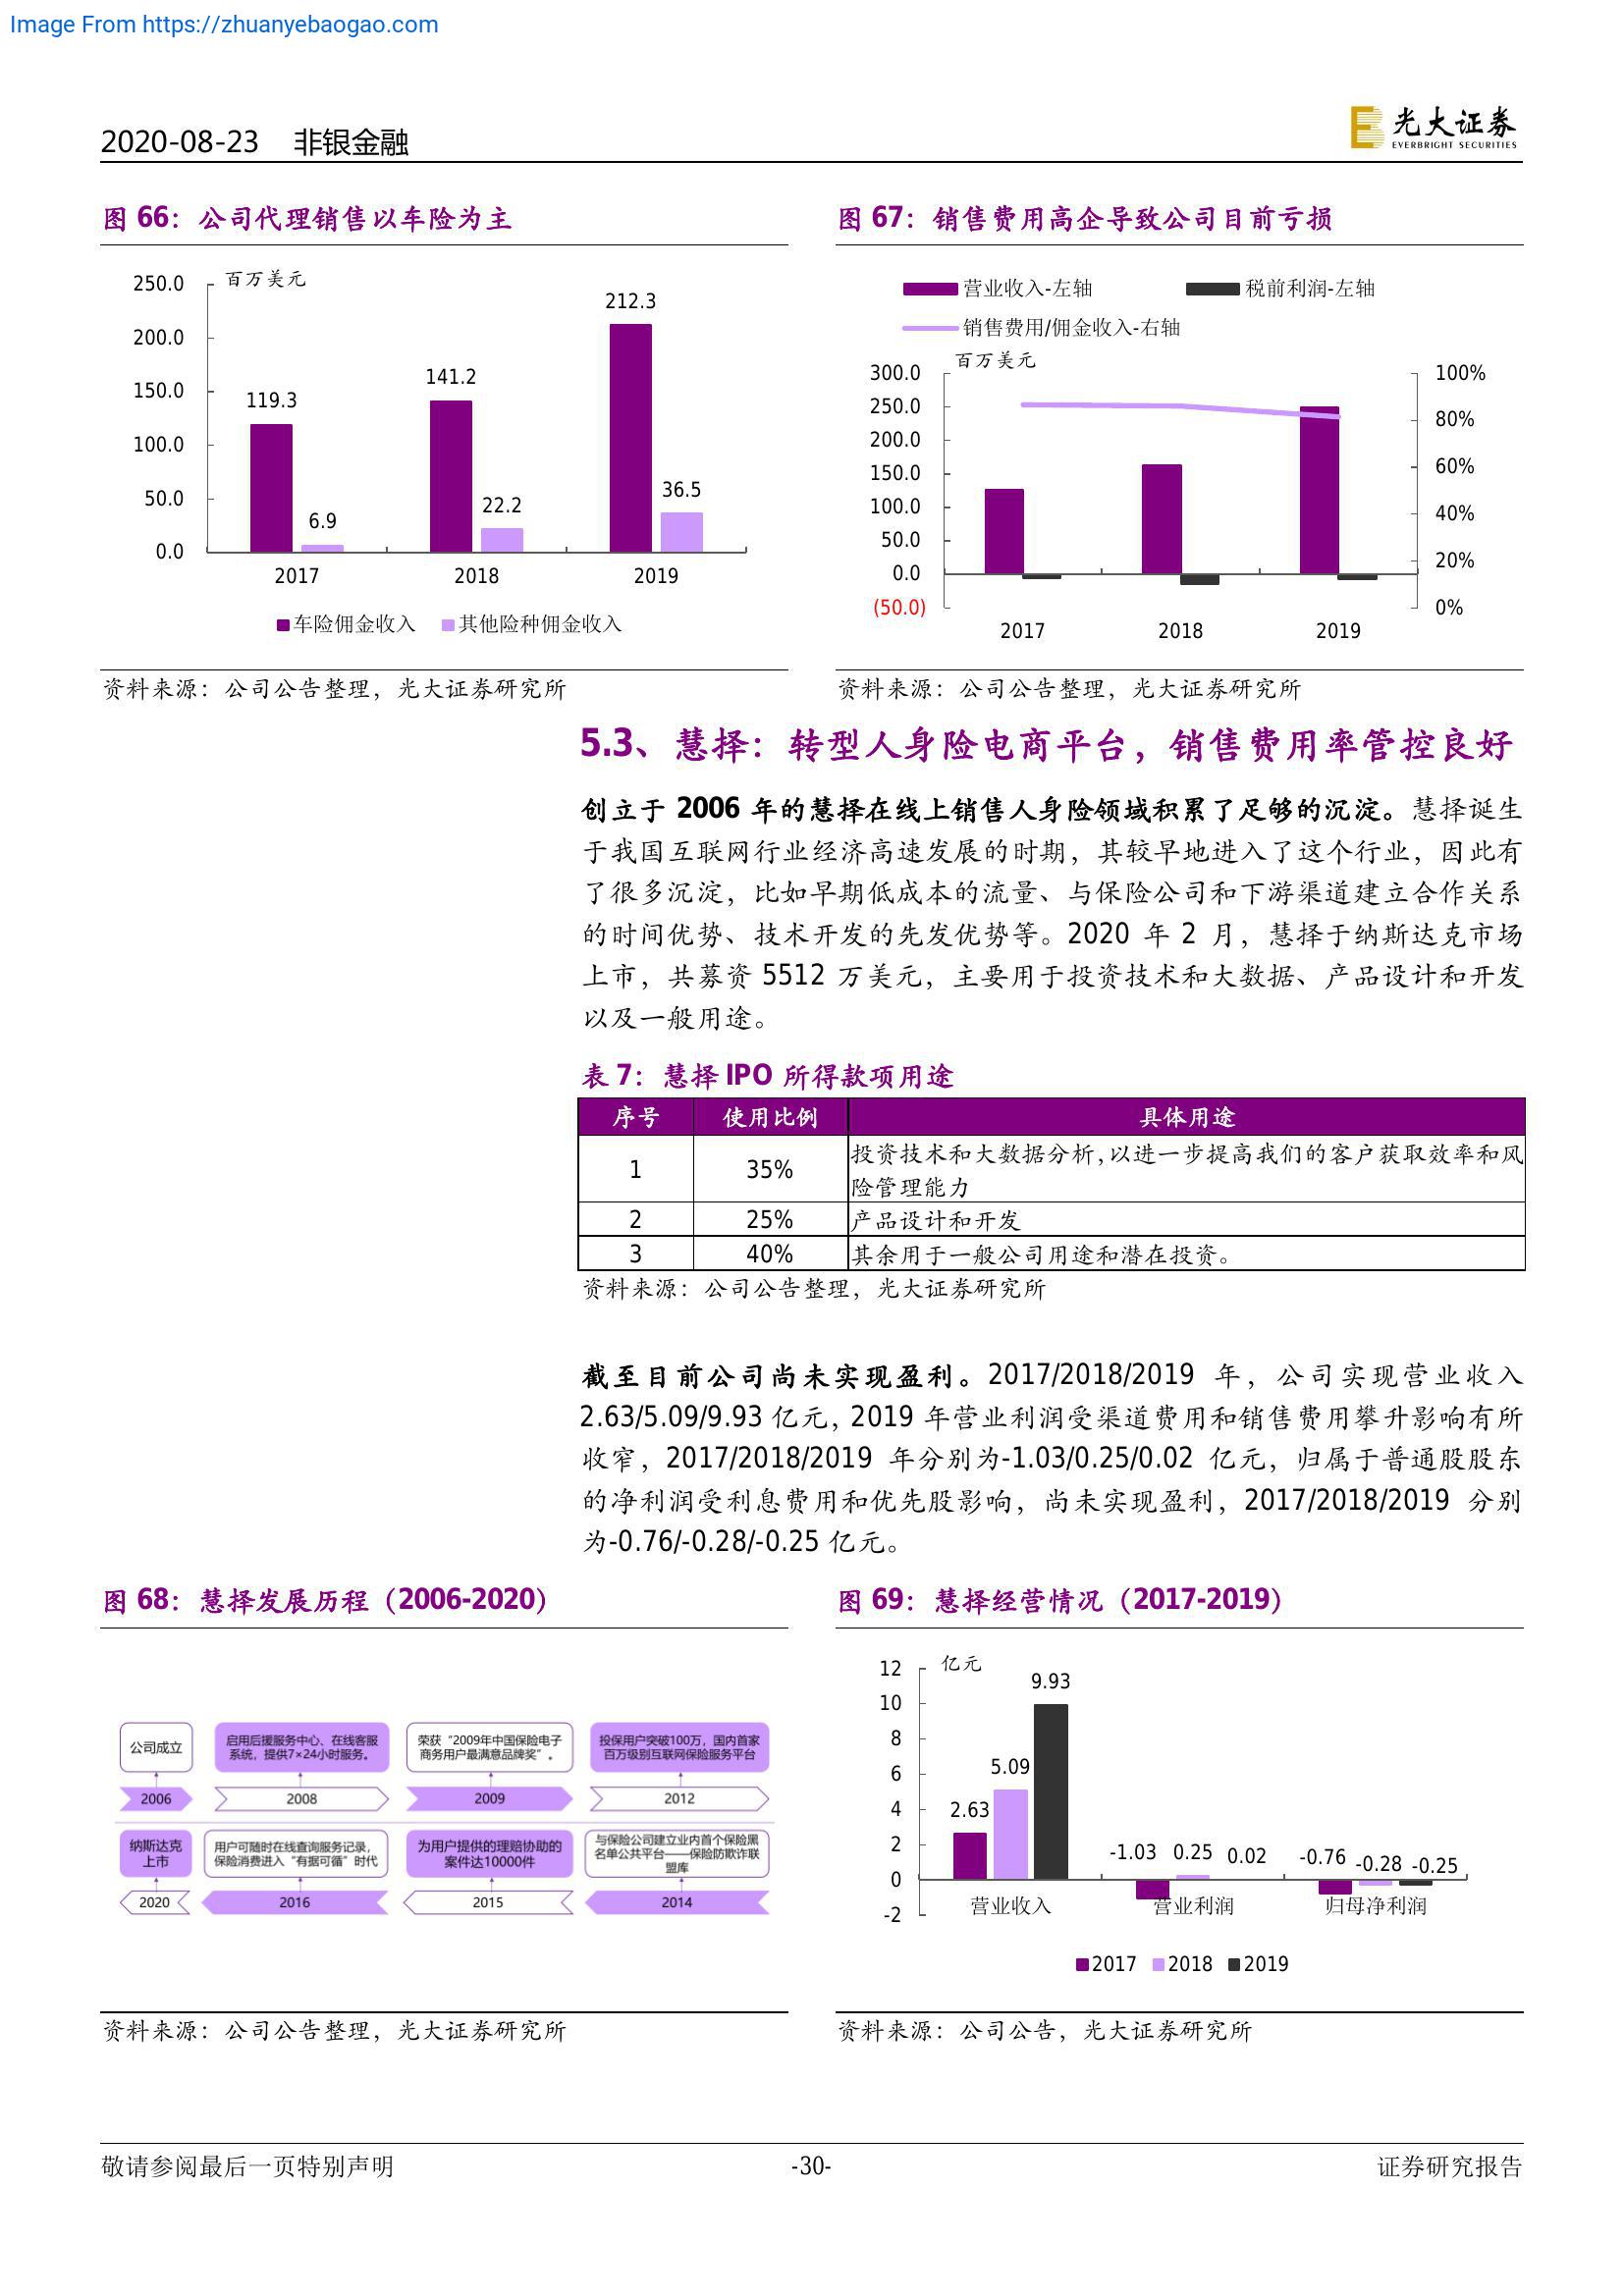 Image From https://zhuanyebaogao.com
2020-08-23 非银金融
光大证券
EVERBRIGHT SECURITIES
图 66：公司代理销售以车险为主
百万美元
250.0
200.0
150.0
100.0
50.0
0.0
119.3
6.9
141.2
22.2
212.3
36.5
2017
2018
2019
车险佣金收入 其他险种佣金收入
资料来源：公司公告整理，光大证券研究所
图 67：销售费用高企导致公司目前亏损
营业收入-左轴 税前利润-左轴
销售费用/佣金收入-右轴
百万美元
300.0
250.0
200.0
150.0
100.0
50.0
0.0
(50.0)
100%
80%
60%
40%
20%
0%
2017
2018
2019
资料来源：公司公告整理，光大证券研究所
5.3、慧择：转型人身险电商平台，销售费用率管控良好
创立于 2006 年的慧择在线上销售人身险领域积累了足够的沉淀。慧择诞生
于我国互联网行业经济高速发展的时期，其较早地进入了这个行业，因此有
了很多沉淀，比如早期低成本的流量、与保险公司和下游渠道建立合作关系
的时间优势、技术开发的先发优势等。2020 年 2 月，慧择于纳斯达克市场
上市，共募资 5512 万美元，主要用于投资技术和大数据、产品设计和开发
以及一般用途。
表 7：慧择 IPO 所得款项用途
序号 使用比例 具体用途
1 35% 投资技术和大数据分析，以进一步提高我们的客户获取效率和风
险管理能力
2 25% 产品设计和开发
3 40% 其余用于一般公司用途和潜在投资。
资料来源：公司公告整理，光大证券研究所
截至目前公司尚未实现盈利。2017/2018/2019 年，公司实现营业收入
2.63/5.09/9.93 亿元，2019 年营业利润受渠道费用和销售费用攀升影响有所
收窄，2017/2018/2019 年分别为-1.03/0.25/0.02 亿元，归属于普通股股东
的净利润受利息费用和优先股影响，尚未实现盈利，2017/2018/2019 分别
为-0.76/-0.28/-0.25 亿元。
图 68：慧择发展历程（2006-2020）
公司成立
启用后援服务中心、在线客服
系统，提供7×24小时服务。
荣获“2009年中国保险电子
商务用户最满意品牌奖”。
投保用户突破100万，国内首家
百万级别互联网保险服务平台
2006
2008
2009
2012
纳斯达克
上市
用户可随时在线查询服务记录，
保险消费进入“有据可循”时代
为用户提供的理赔协助的
案件达10000件
与保险公司建立业内首个保险黑
名单公共平台——保险防欺诈联
盟库
2020
2016
2015
2014
资料来源：公司公告整理，光大证券研究所
图 69：慧择经营情况（2017-2019）
亿元
12
10
8
6
4
2
0
-2
2.63
5.09
9.93
-1.03
0.25
0.02
-0.76
-0.28
-0.25
营业收入
营业利润
归母净利润
2017 2018 2019
资料来源：公司公告，光大证券研究所
敬请参阅最后一页特别声明
-30-
证券研究报告